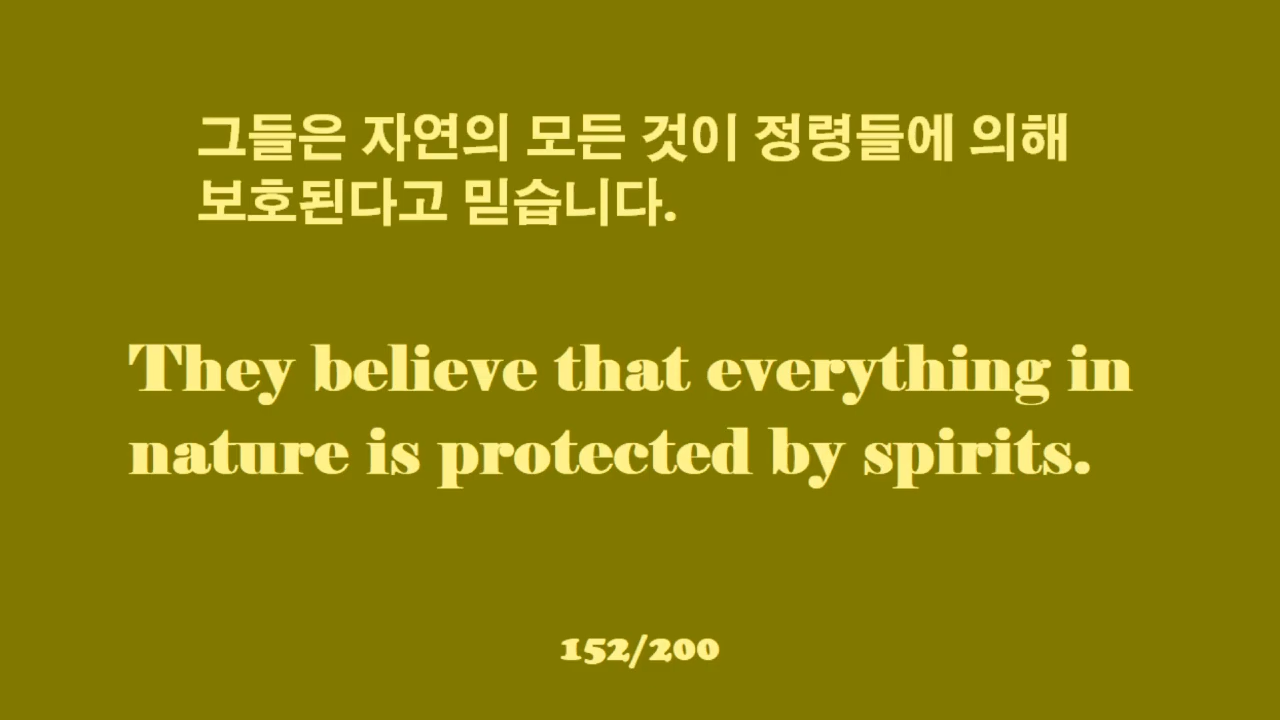 그들은 자연의 모든 것이 정령들에 의해
보호된다고 믿습니다.
They believe that everything in
nature is protected by spirits.
152/200